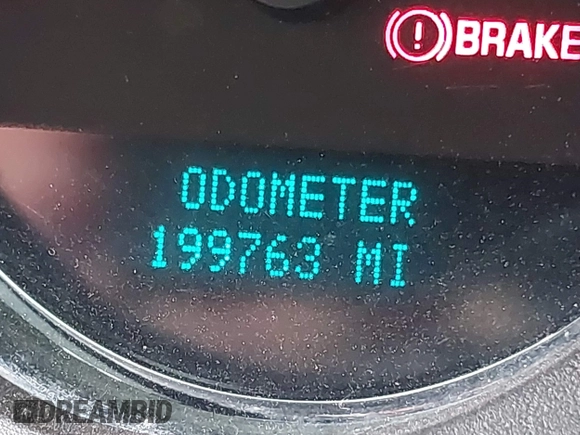 BRAKE
ODOMETER
199763 MI
DREAMBID